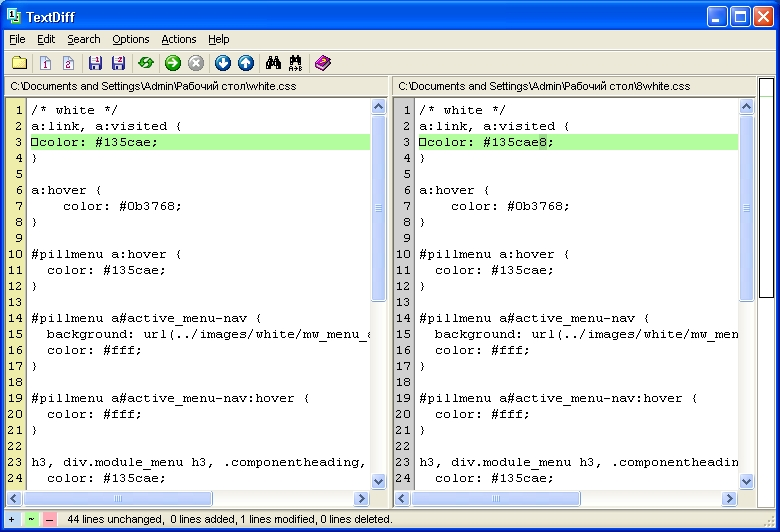 TextDiff
File Edit Search Options Actions Help
C:\Documents and Settings\Admin\Рабочий стол\white.css
1 /* white */
2 a:link, a:visited {
3 color: #135cae;
4 }
5
6 a:hover {
7 color: #0b3768;
8 }
9
10 #pillmenu a:hover {
11 color: #135cae;
12 }
13
14 #pillmenu a#active_menu-nav {
15 background: url(../images/white/mw_menu_a
16 color: #fff;
17 }
18
19 #pillmenu a#active_menu-nav:hover {
20 color: #fff;
21 }
22
23 h3, div.module_menu h3, .componentheading,
24 color: #135cae;
C:\Documents and Settings\Admin\Рабочий стол\8white.css
1 /* white */
2 a:link, a:visited {
3 color: #135cae8;
4 }
5
6 a:hover {
7 color: #0b3768;
8 }
9
10 #pillmenu a:hover {
11 color: #135cae;
12 }
13
14 #pillmenu a#active_menu-nav {
15 background: url(../images/white/mw_men
16 color: #fff;
17 }
18
19 #pillmenu a#active_menu-nav:hover {
20 color: #fff;
21 }
22
23 h3, div.module_menu h3, .componentheadin
24 color: #135cae;
+ ~ – 44 lines unchanged, 0 lines added, 1 lines modified, 0 lines deleted.